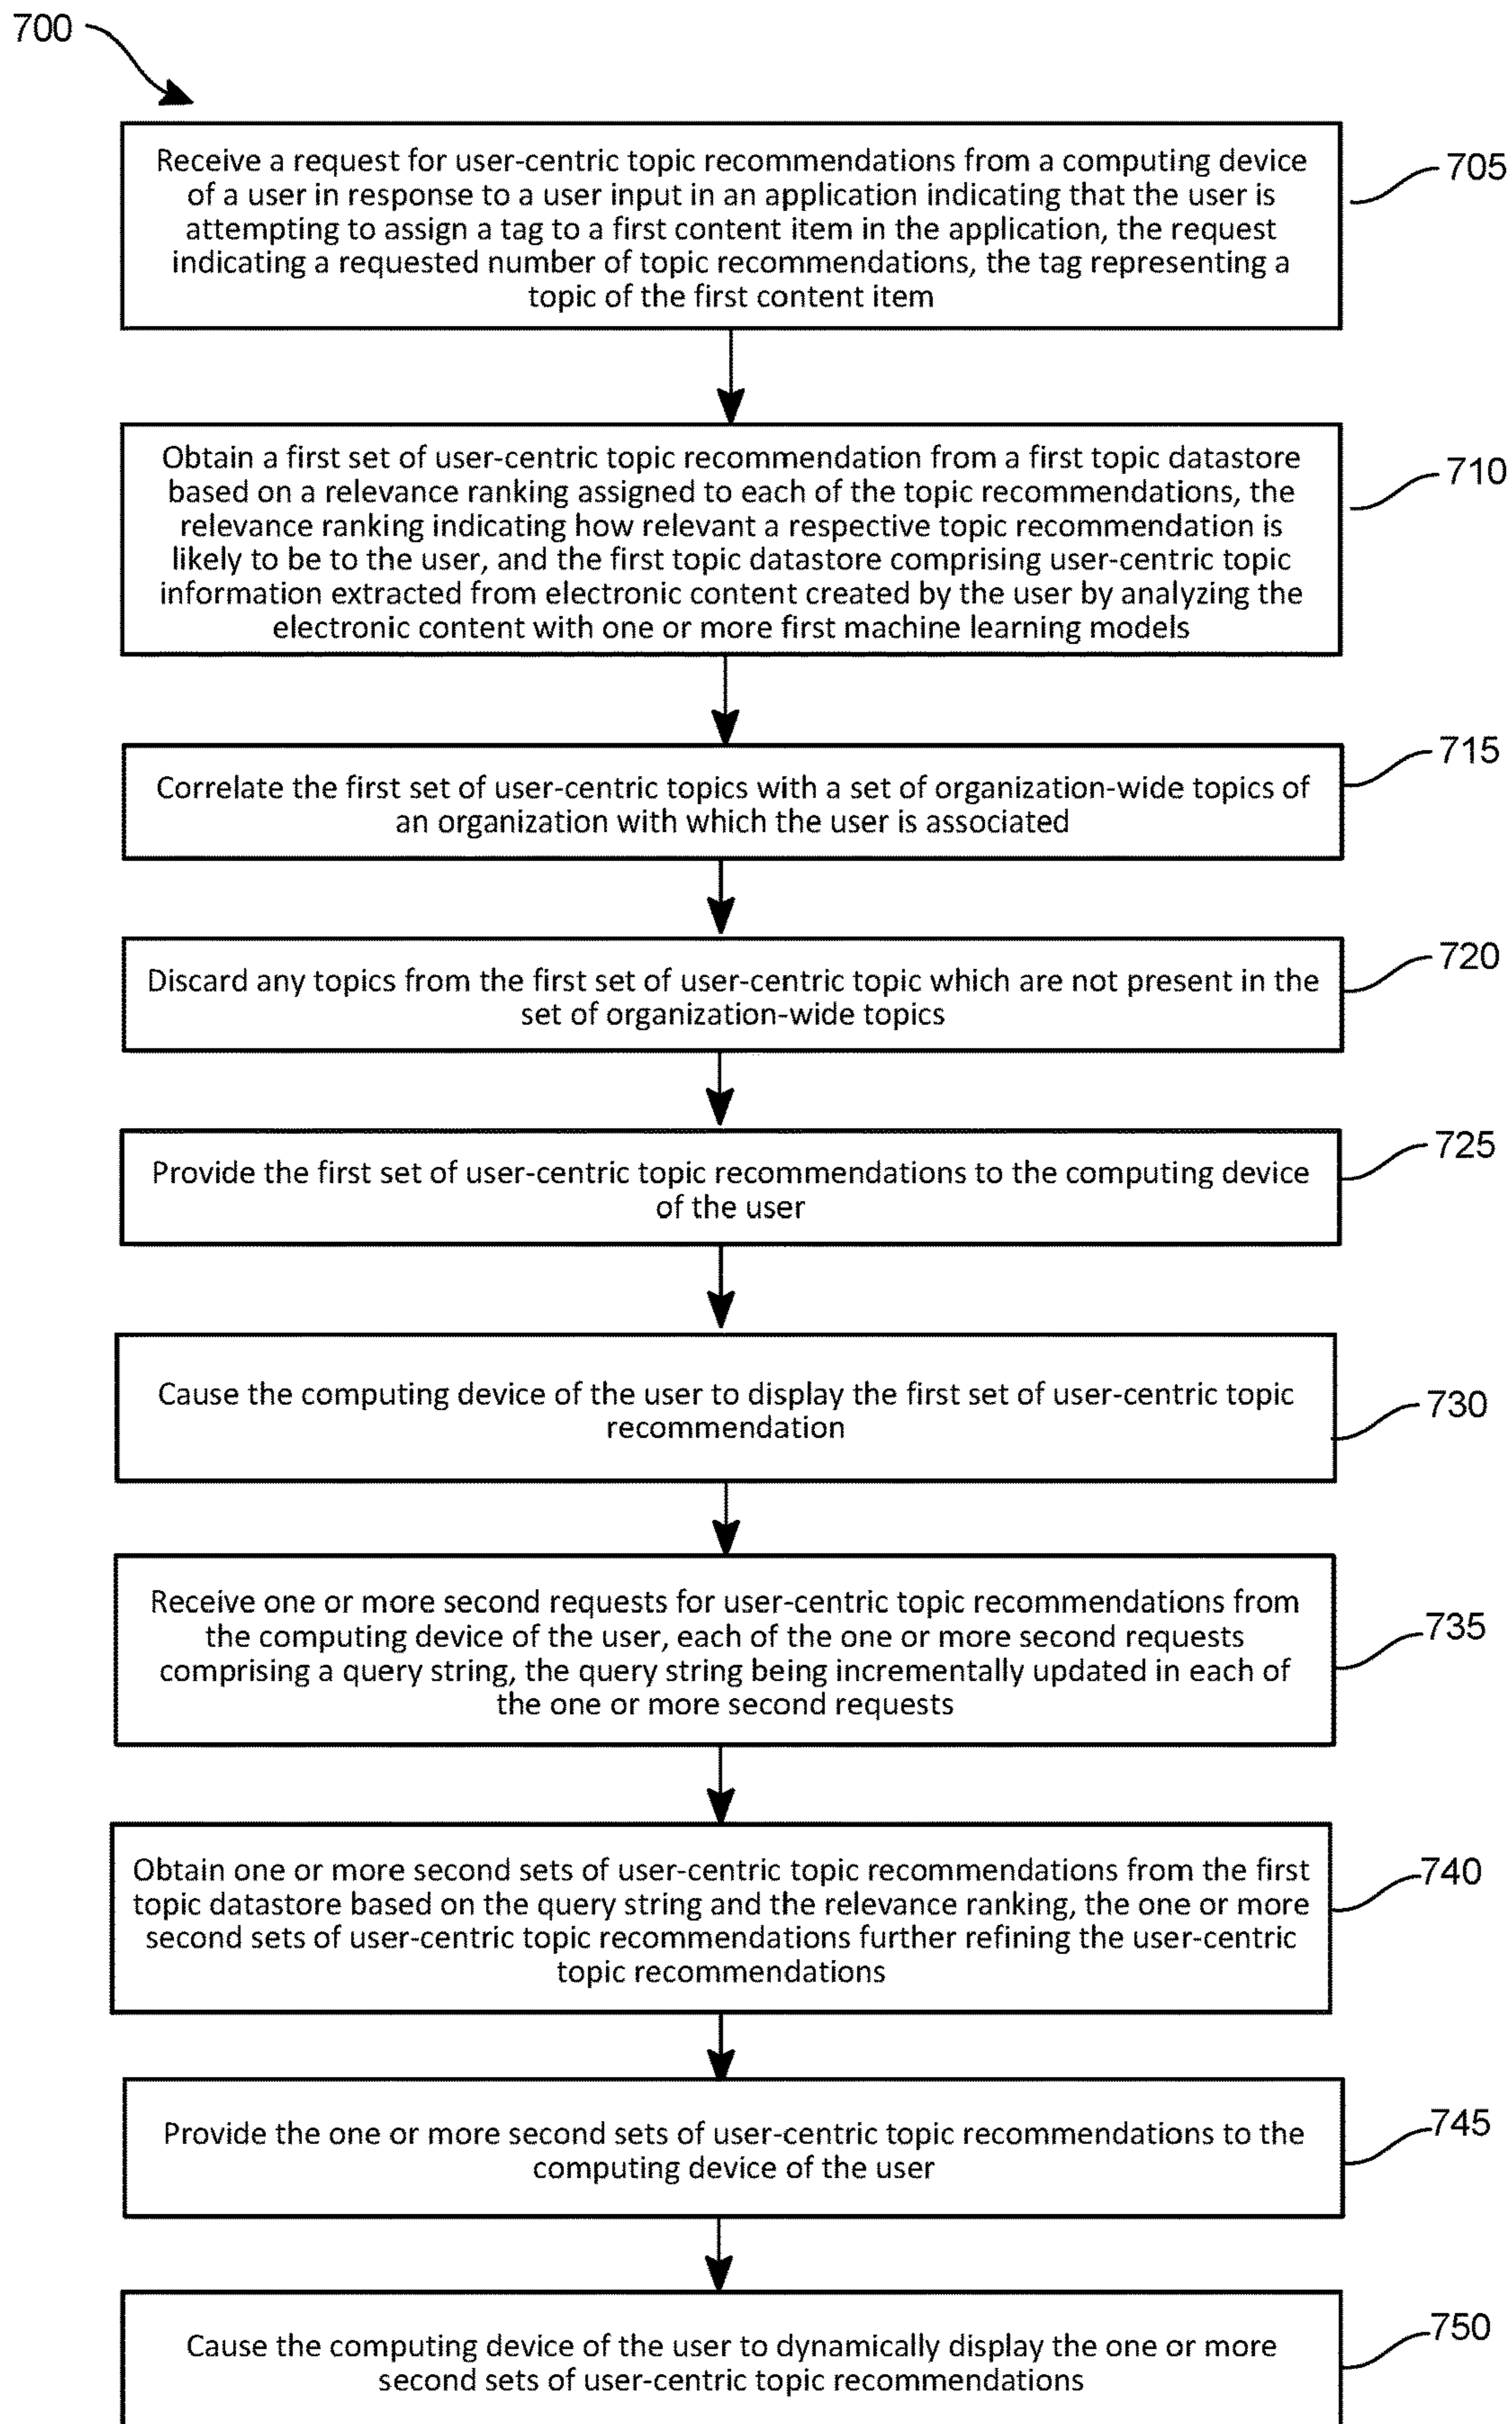 700
Receive a request for user-centric topic recommendations from a computing device
of a user in response to a user input in an application indicating that the user is
attempting to assign a tag to a first content item in the application, the request
indicating a requested number of topic recommendations, the tag representing a
topic of the first content item
705
Obtain a first set of user-centric topic recommendation from a first topic datastore
based on a relevance ranking assigned to each of the topic recommendations, the
relevance ranking indicating how relevant a respective topic recommendation is
likely to be to the user, and the first topic datastore comprising user-centric topic
information extracted from electronic content created by the user by analyzing the
electronic content with one or more first machine learning models
710
Correlate the first set of user-centric topics with a set of organization-wide topics of
an organization with which the user is associated
715
Discard any topics from the first set of user-centric topic which are not present in the
set of organization-wide topics
720
Provide the first set of user-centric topic recommendations to the computing device
of the user
725
Cause the computing device of the user to display the first set of user-centric topic
recommendation
730
Receive one or more second requests for user-centric topic recommendations from
the computing device of the user, each of the one or more second requests
comprising a query string, the query string being incrementally updated in each of
the one or more second requests
735
Obtain one or more second sets of user-centric topic recommendations from the first
topic datastore based on the query string and the relevance ranking, the one or more
second sets of user-centric topic recommendations further refining the user-centric
topic recommendations
740
Provide the one or more second sets of user-centric topic recommendations to the
computing device of the user
745
Cause the computing device of the user to dynamically display the one or more
second sets of user-centric topic recommendations
750